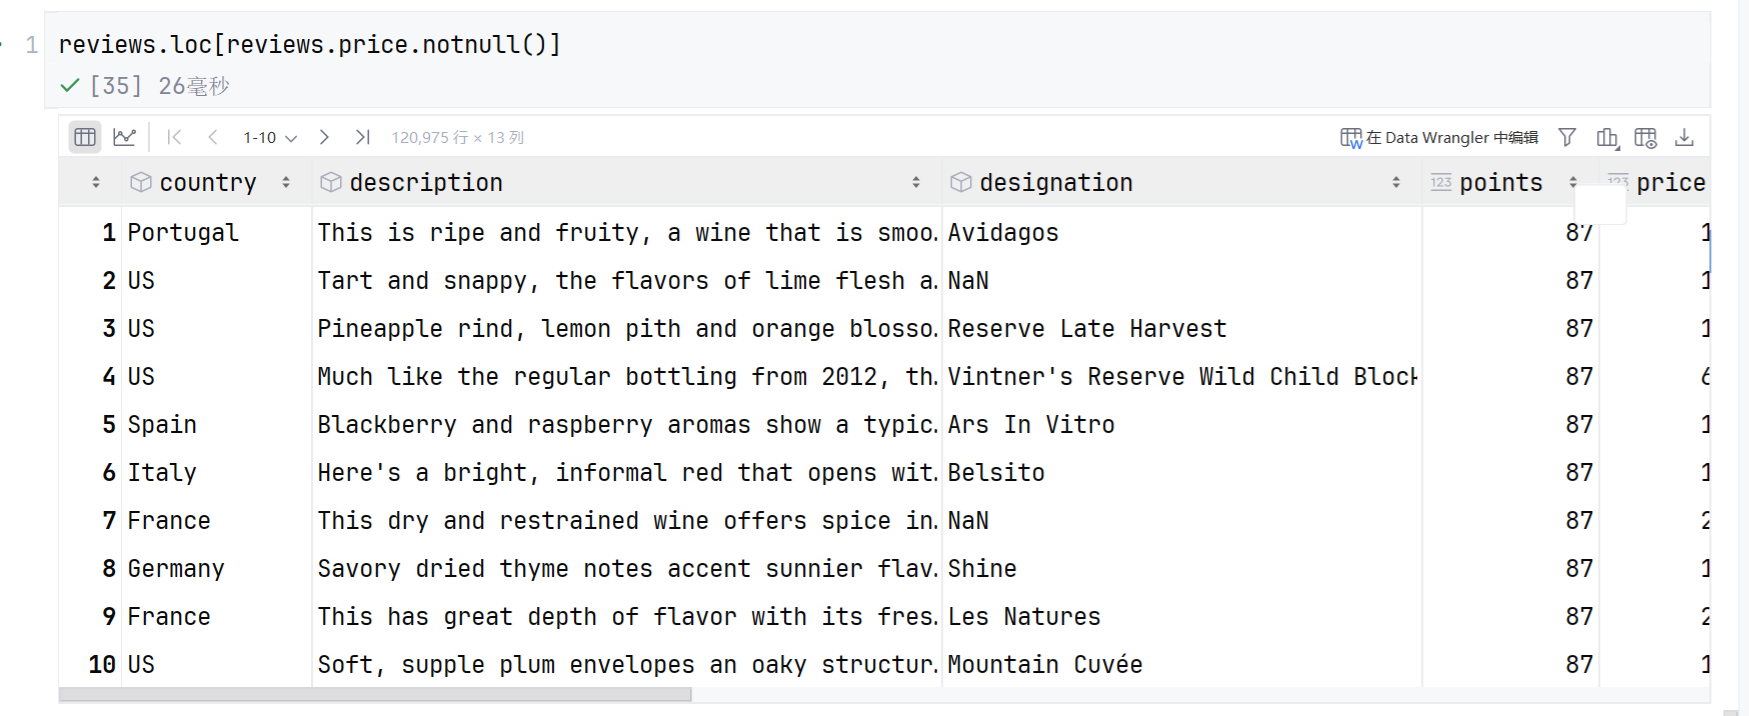 1 reviews.loc[reviews.price.notnull()]
[35] 26毫秒
1-10 120,975 行 × 13 列 在 Data Wrangler 中编辑
country description designation 123 points 123 price
1 Portugal This is ripe and fruity, a wine that is smoo. Avidagos 87 1
2 US Tart and snappy, the flavors of lime flesh a. NaN 87 1
3 US Pineapple rind, lemon pith and orange blosso. Reserve Late Harvest 87 1
4 US Much like the regular bottling from 2012, th. Vintner's Reserve Wild Child Block 87 6
5 Spain Blackberry and raspberry aromas show a typic. Ars In Vitro 87 1
6 Italy Here's a bright, informal red that opens wit. Belsito 87 1
7 France This dry and restrained wine offers spice in. NaN 87 2
8 Germany Savory dried thyme notes accent sunnier flav. Shine 87 1
9 France This has great depth of flavor with its fres. Les Natures 87 2
10 US Soft, supple plum envelopes an oaky structur. Mountain Cuvée 87 1